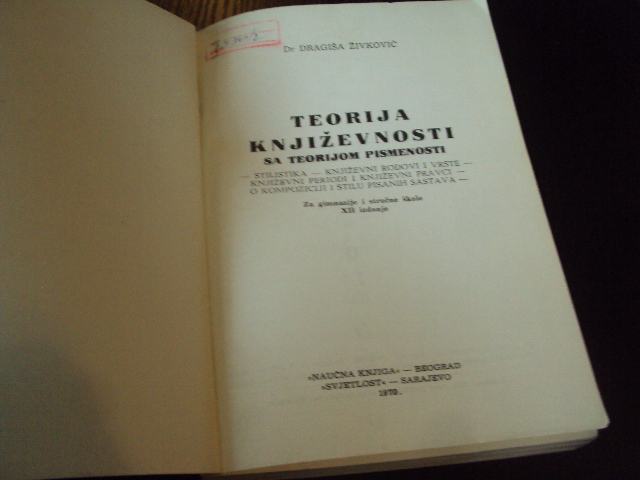 Dr DRAGIŠA ŽIVKOVIĆ
TEORIJA
KNJIŽEVNOSTI
SA TEORIJOM PISMENOSTI
— STILISTIKA — KNJIŽEVNI RODOVI I VRSTE —
KNJIŽEVNI PERIODI I KNJIŽEVNI PRAVCI —
O KOMPOZICIJI I STILU PISANIH SASTAVA —
Za gimnazije i stručne škole
XII izdanje
»NAUČNA KNJIGA« — BEOGRAD
»SVJETLOST« — SARAJEVO
1970.